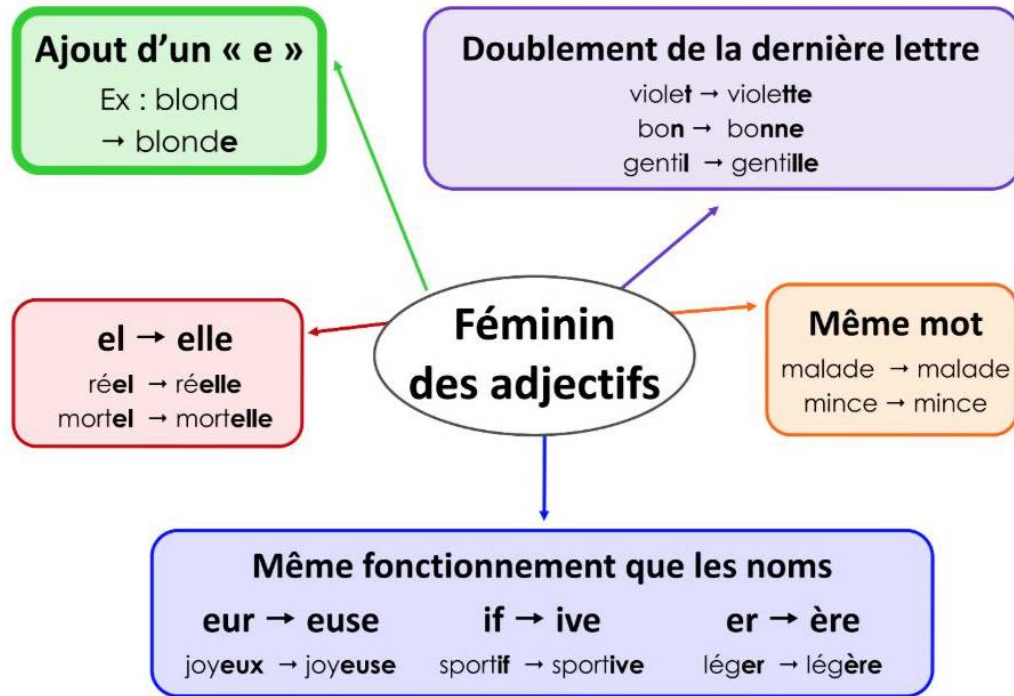 Ajout d'un « e »
Ex : blond
→ blonde
Doublement de la dernière lettre
violet → violette
bon → bonne
gentil → gentille
el → elle
réel → réelle
mortel → mortelle
Féminin
des adjectifs
Même mot
malade → malade
mince → mince
Même fonctionnement que les noms
eur → euse if → ive er → ère
joyeux → joyeuse sportif → sportive léger → légère